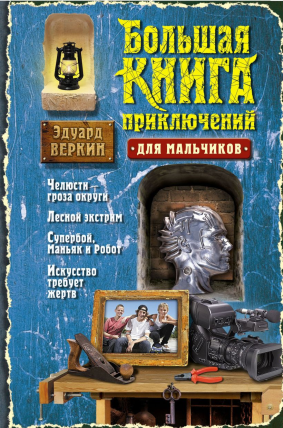 Большая
КНИГА
приключений
ДЛЯ МАЛЬЧИКОВ
Эдуард
ВЕРКИН
Челюсти –
гроза округи
Лесной экстрим
Супербой,
Маньяк и Робот
Искусство
требует
жертв